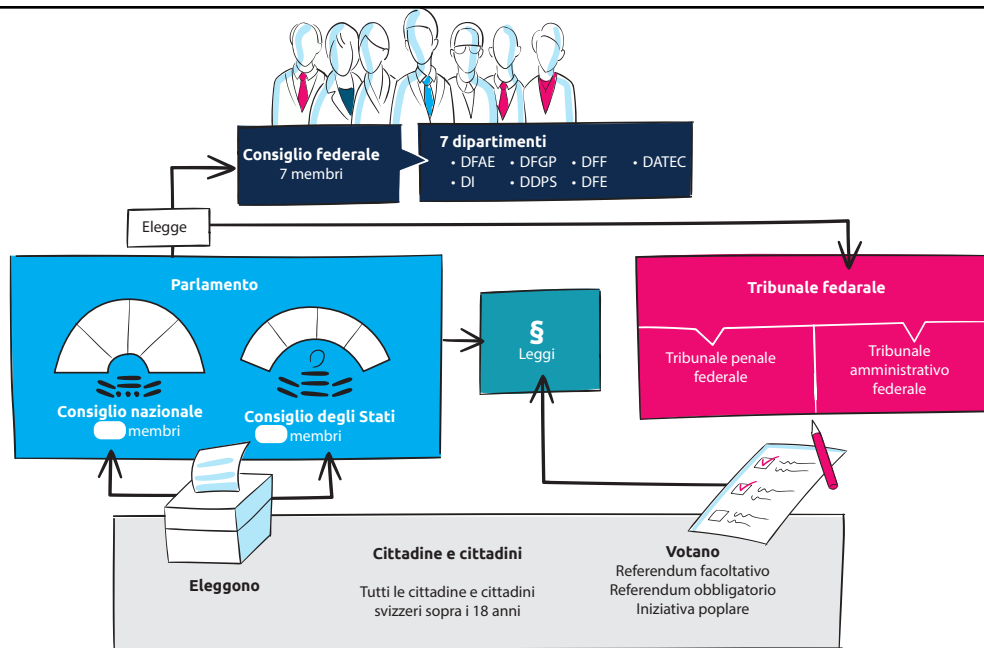 Consiglio federale
7 membri
7 dipartimenti
• DFAE • DFGP • DFF • DATEC
• DI • DDPS • DFE
Elegge
Parlamento
Consiglio nazionale
membri
Consiglio degli Stati
membri
§
Leggi
Tribunale fedarale
Tribunale penale
federale
Tribunale
amministrativo
federale
Eleggono
Cittadine e cittadini
Tutti le cittadine e cittadini
svizzeri sopra i 18 anni
Votano
Referendum facoltativo
Referendum obbligatorio
Iniziativa poplare